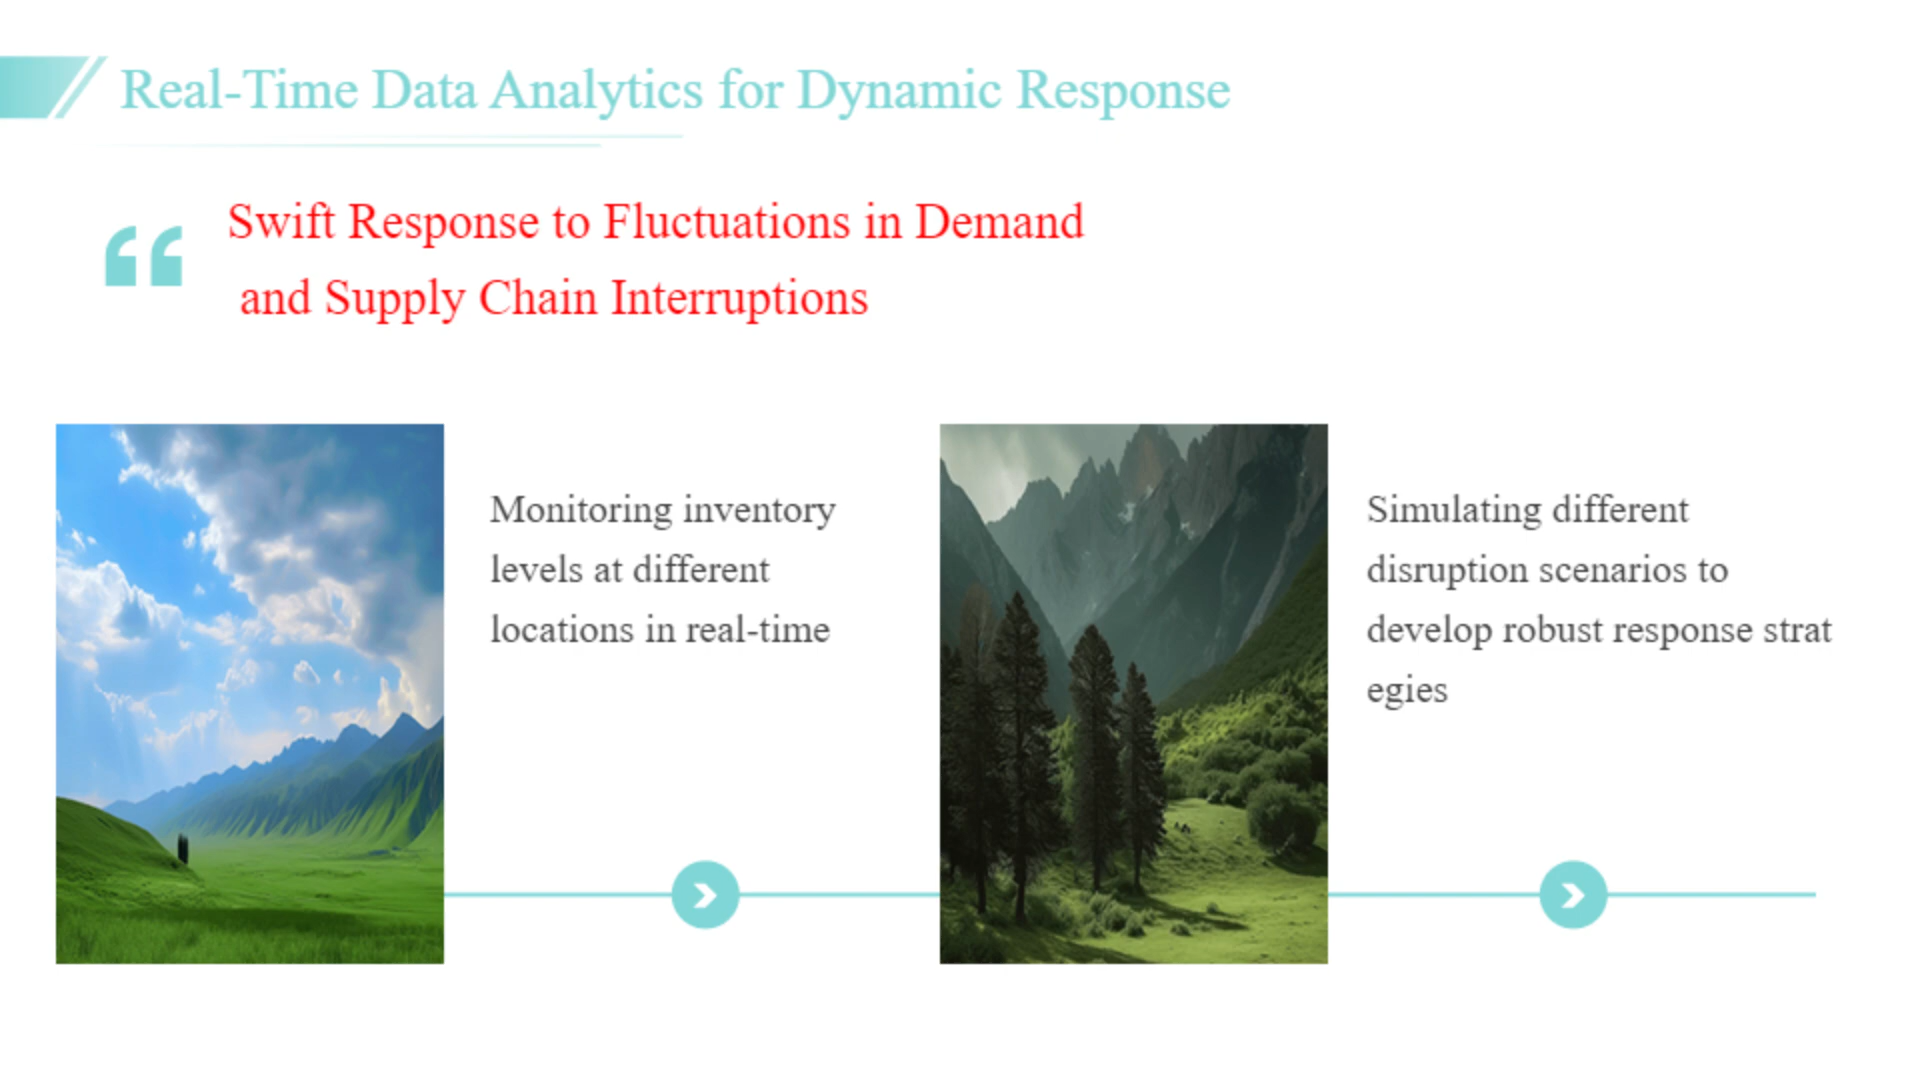 Real-Time Data Analytics for Dynamic Response
Swift Response to Fluctuations in Demand
and Supply Chain Interruptions
Monitoring inventory
levels at different
locations in real-time
Simulating different
disruption scenarios to
develop robust response strat
egies